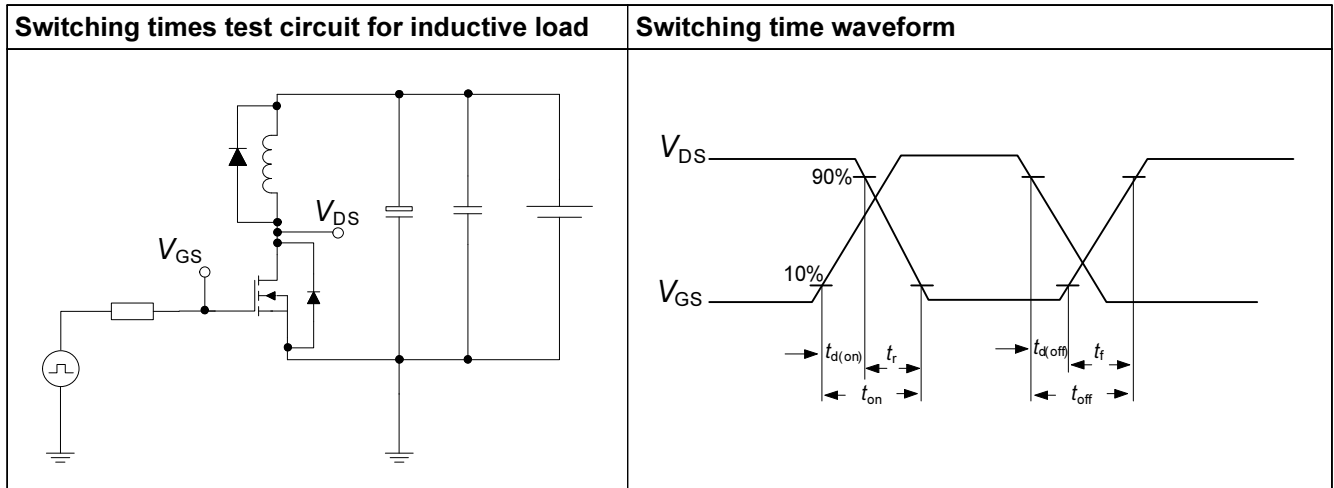 Switching times test circuit for inductive load
Switching time waveform
VDS
VGS
VDS
90%
10%
VGS
td(on)
tr
ton
td(off)
tf
toff